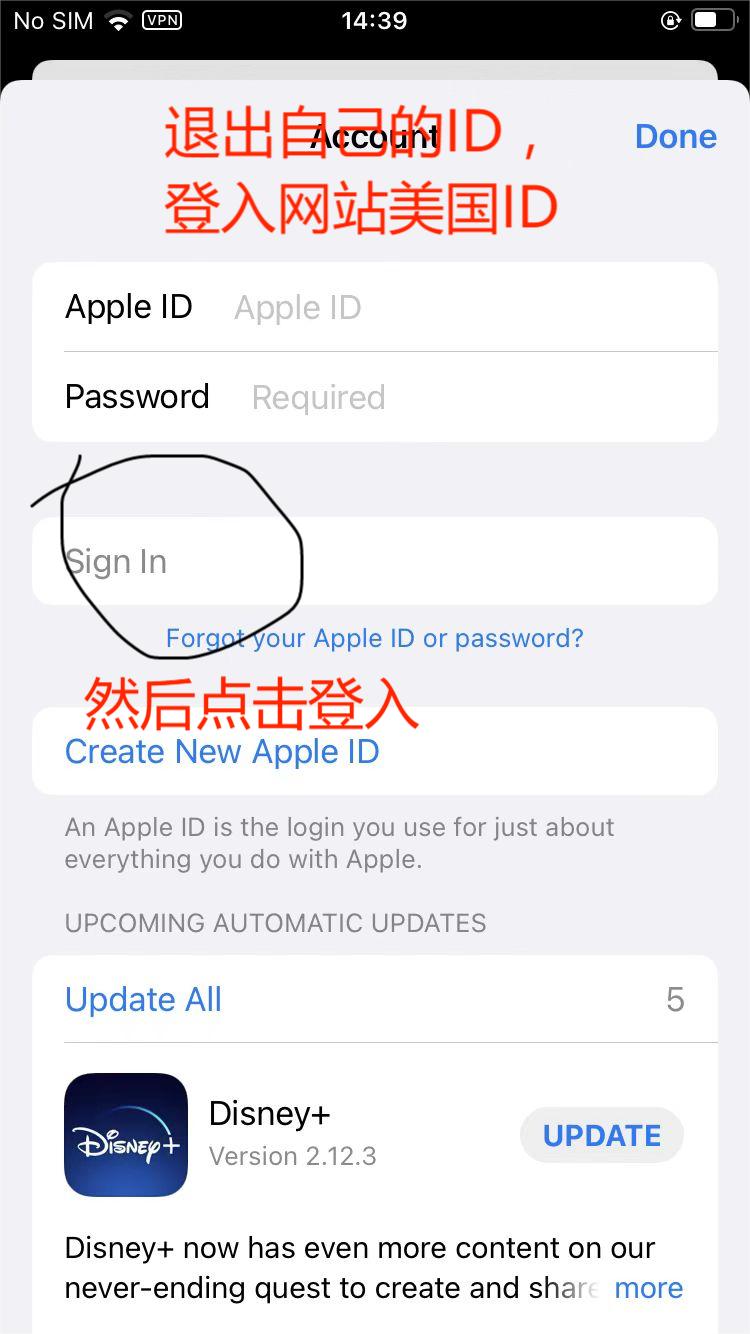 No SIM VPN 14:39
Account
Done
退出自己的ID，
登入网站美国ID
Apple ID Apple ID
Password Required
Sign In
Forgot your Apple ID or password?
然后点击登入
Create New Apple ID
An Apple ID is the login you use for just about
everything you do with Apple.
UPCOMING AUTOMATIC UPDATES
Update All 5
Disney+
Disney+
Version 2.12.3
UPDATE
Disney+ now has even more content on our
never-ending quest to create and share more